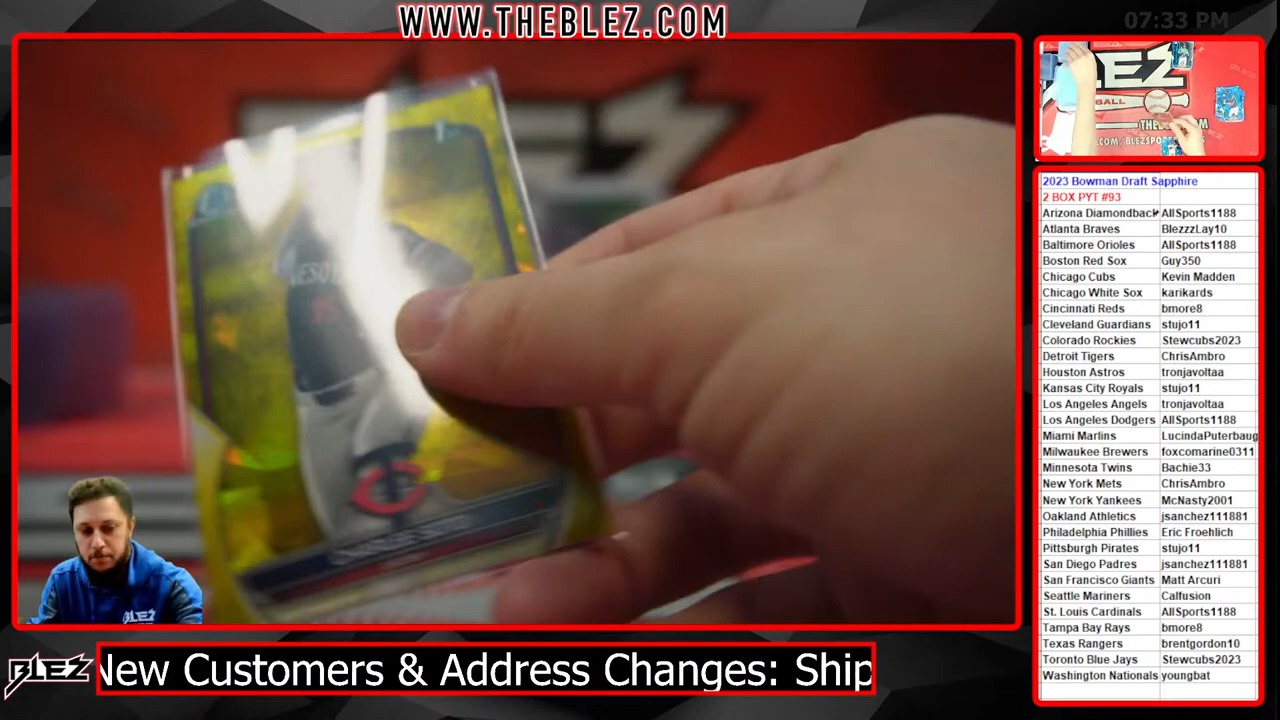 WWW.THEBLEZ.COM
07:33 PM
2023 Bowman Draft Sapphire
2 BOX PYT #93
Arizona Diamondback AllSports1188
Atlanta Braves BlezzzLay10
Baltimore Orioles AllSports1188
Boston Red Sox Guy350
Chicago Cubs Kevin Madden
Chicago White Sox karikards
Cincinnati Reds bmore8
Cleveland Guardians stujo11
Colorado Rockies Stewcubs2023
Detroit Tigers ChrisAmbro
Houston Astros tronjavoltaa
Kansas City Royals stujo11
Los Angeles Angels tronjavoltaa
Los Angeles Dodgers AllSports1188
Miami Marlins LucindaPuterbaug
Milwaukee Brewers foxcomarine0311
Minnesota Twins Bachie33
New York Mets ChrisAmbro
New York Yankees McNasty2001
Oakland Athletics jsanchez111881
Philadelphia Phillies Eric Froehlich
Pittsburgh Pirates stujo11
San Diego Padres jsanchez111881
San Francisco Giants Matt Arcuri
Seattle Mariners Calfusion
St. Louis Cardinals AllSports1188
Tampa Bay Rays bmore8
Texas Rangers brentgordon10
Toronto Blue Jays Stewcubs2023
Washington Nationals youngbat
BLEZ
BLEZ
New Customers & Address Changes: Ship